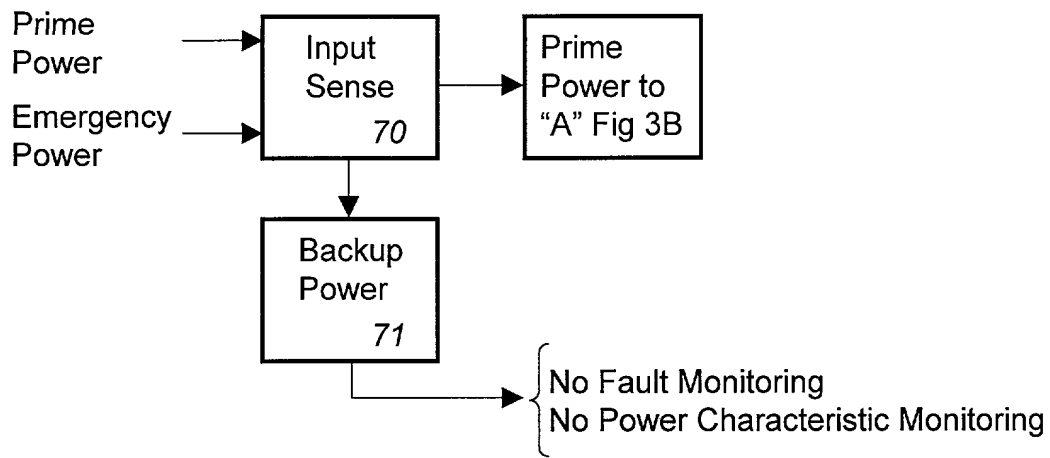 Prime
Power
Emergency
Power
Input
Sense
70
Prime
Power to
“A” Fig 3B
Backup
Power
71
No Fault Monitoring
No Power Characteristic Monitoring